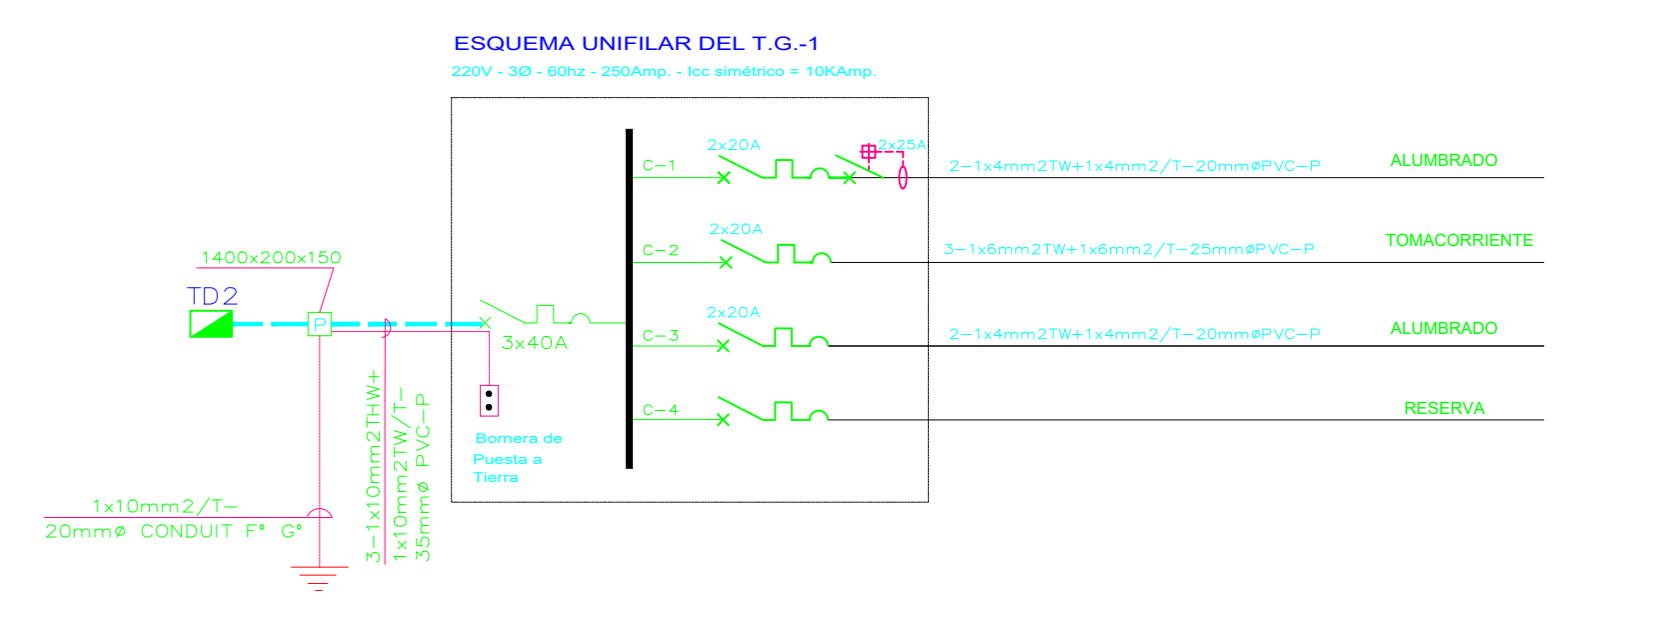 ESQUEMA UNIFILAR DEL T.G.-1
220V - 3Ø - 60hz - 250Amp. - Icc simétrico = 10KAmp.
C-1
2x20A
2x25A
2-1x4mm2TW+1x4mm2/T-20mmøPVC-P
ALUMBRADO
C-2
2x20A
3-1x6mm2TW+1x6mm2/T-25mmøPVC-P
TOMACORRIENTE
C-3
2x20A
2-1x4mm2TW+1x4mm2/T-20mmøPVC-P
ALUMBRADO
C-4
RESERVA
1400x200x150
TD2
P
3x40A
Bornera de
Puesta a
Tierra
3-1x10mm2THW+
1x10mm2TW/T-
35mmø PVC-P
1x10mm2/T-
20mmø CONDUIT F° G°